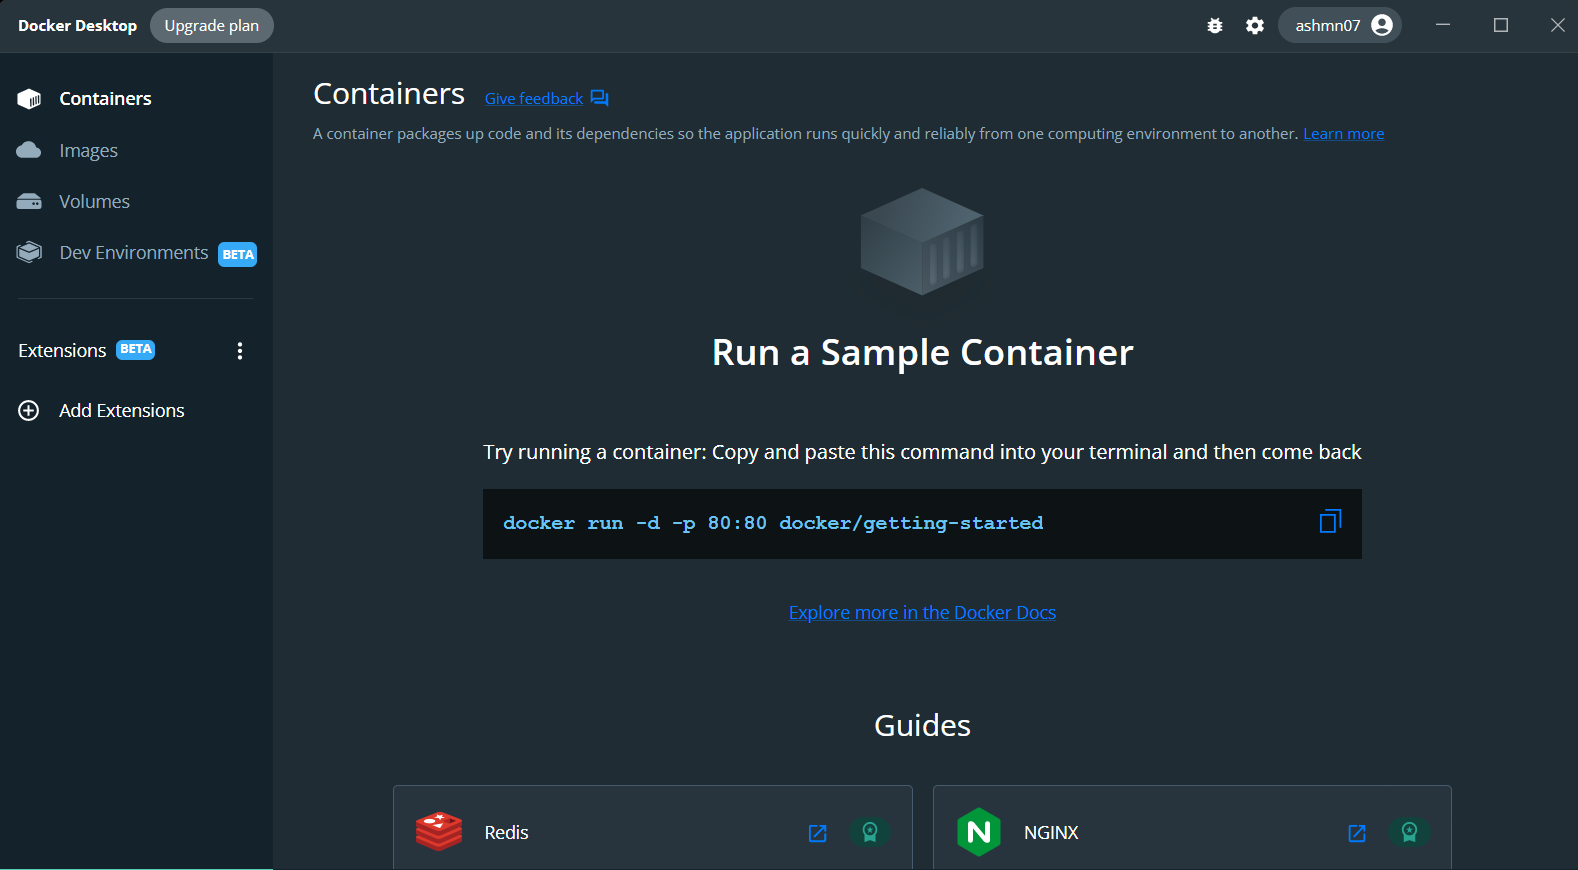 Docker Desktop Upgrade plan ashmn07
Containers
Images
Volumes
Dev Environments BETA
Extensions BETA
Add Extensions
Containers Give feedback
A container packages up code and its dependencies so the application runs quickly and reliably from one computing environment to another. Learn more
Run a Sample Container
Try running a container: Copy and paste this command into your terminal and then come back
docker run -d -p 80:80 docker/getting-started
Explore more in the Docker Docs
Guides
Redis
N NGINX